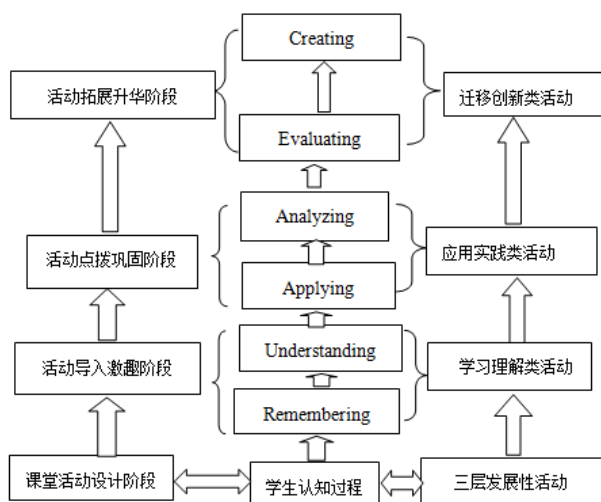 Creating
活动拓展升华阶段
迁移创新类活动
Evaluating
Analyzing
活动点拨巩固阶段
应用实践类活动
Applying
Understanding
活动导入激趣阶段
学习理解类活动
Remembering
课堂活动设计阶段
学生认知过程
三层发展性活动